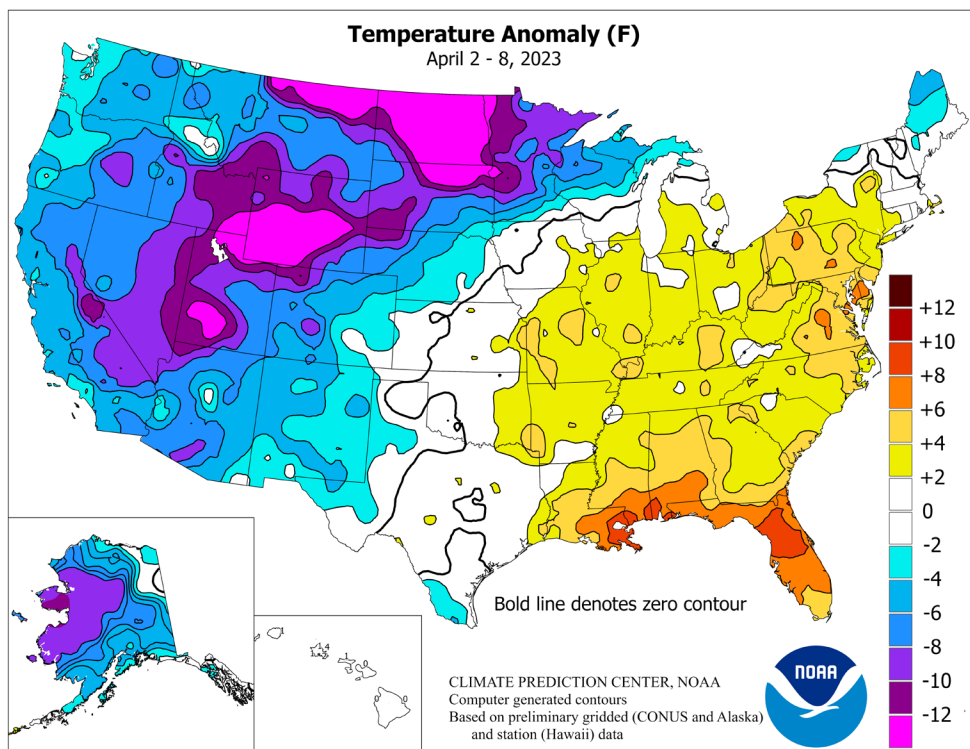 Temperature Anomaly (F)
April 2 - 8, 2023
+12
+10
+8
+6
+4
+2
0
-2
-4
-6
-8
-10
-12
Bold line denotes zero contour
CLIMATE PREDICTION CENTER, NOAA
Computer generated contours
Based on preliminary gridded (CONUS and Alaska)
and station (Hawaii) data
NOAA